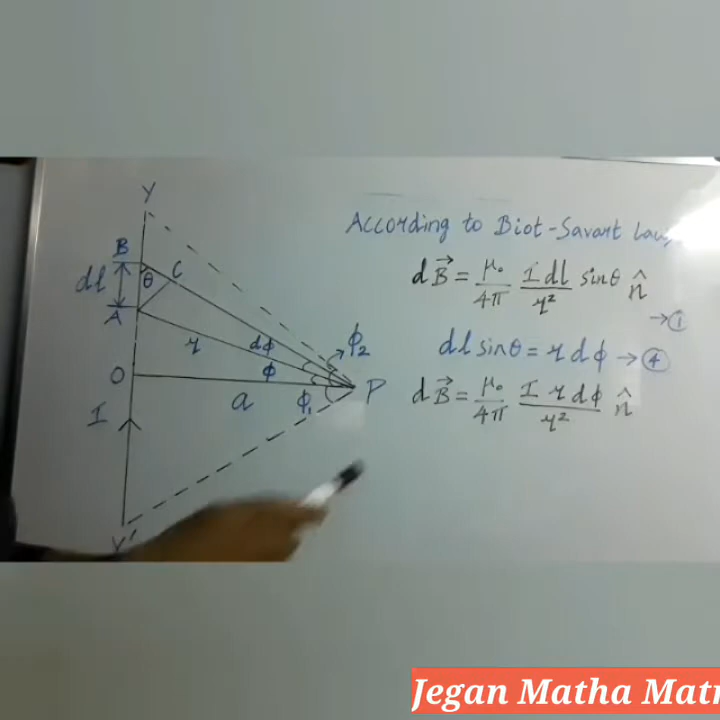 Y
According to Biot-Savart Law,
B
dl
θ
C
A
dB⃗ = μ₀/4π I dl/r² sinθ n̂
→①
r
dϕ
ϕ
ϕ₂
dl sinθ = r dϕ →④
O
a
P
ϕ₁
dB⃗ = μ₀/4π I r dϕ/r² n̂
I
Y'
Jegan Matha Matr